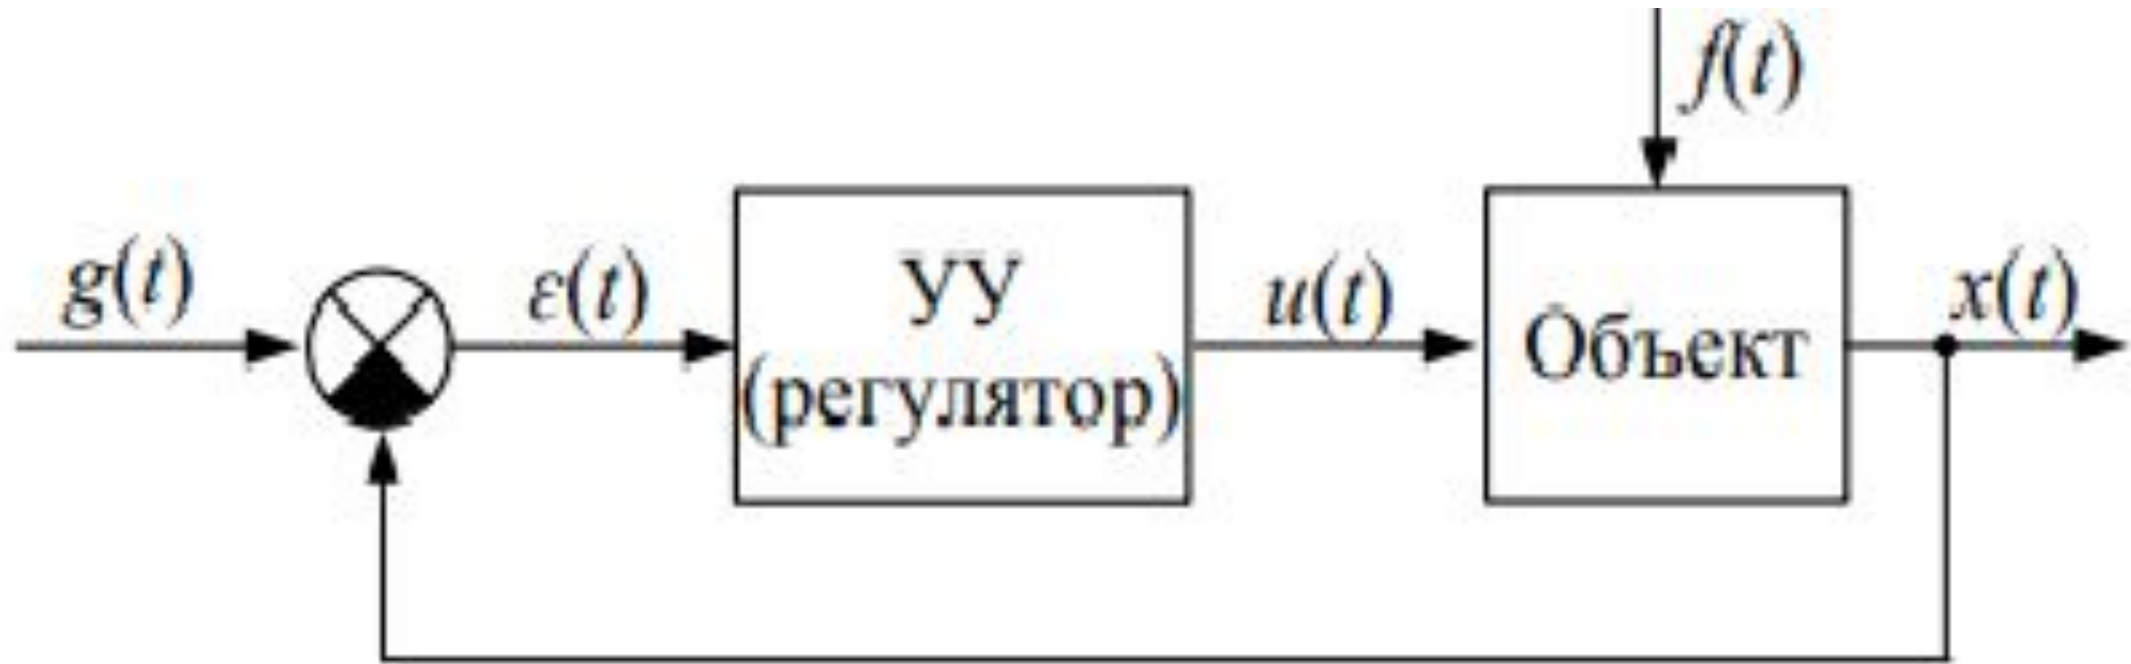 f(t)
g(t)
ε(t)
УУ
(регулятор)
u(t)
Объект
x(t)